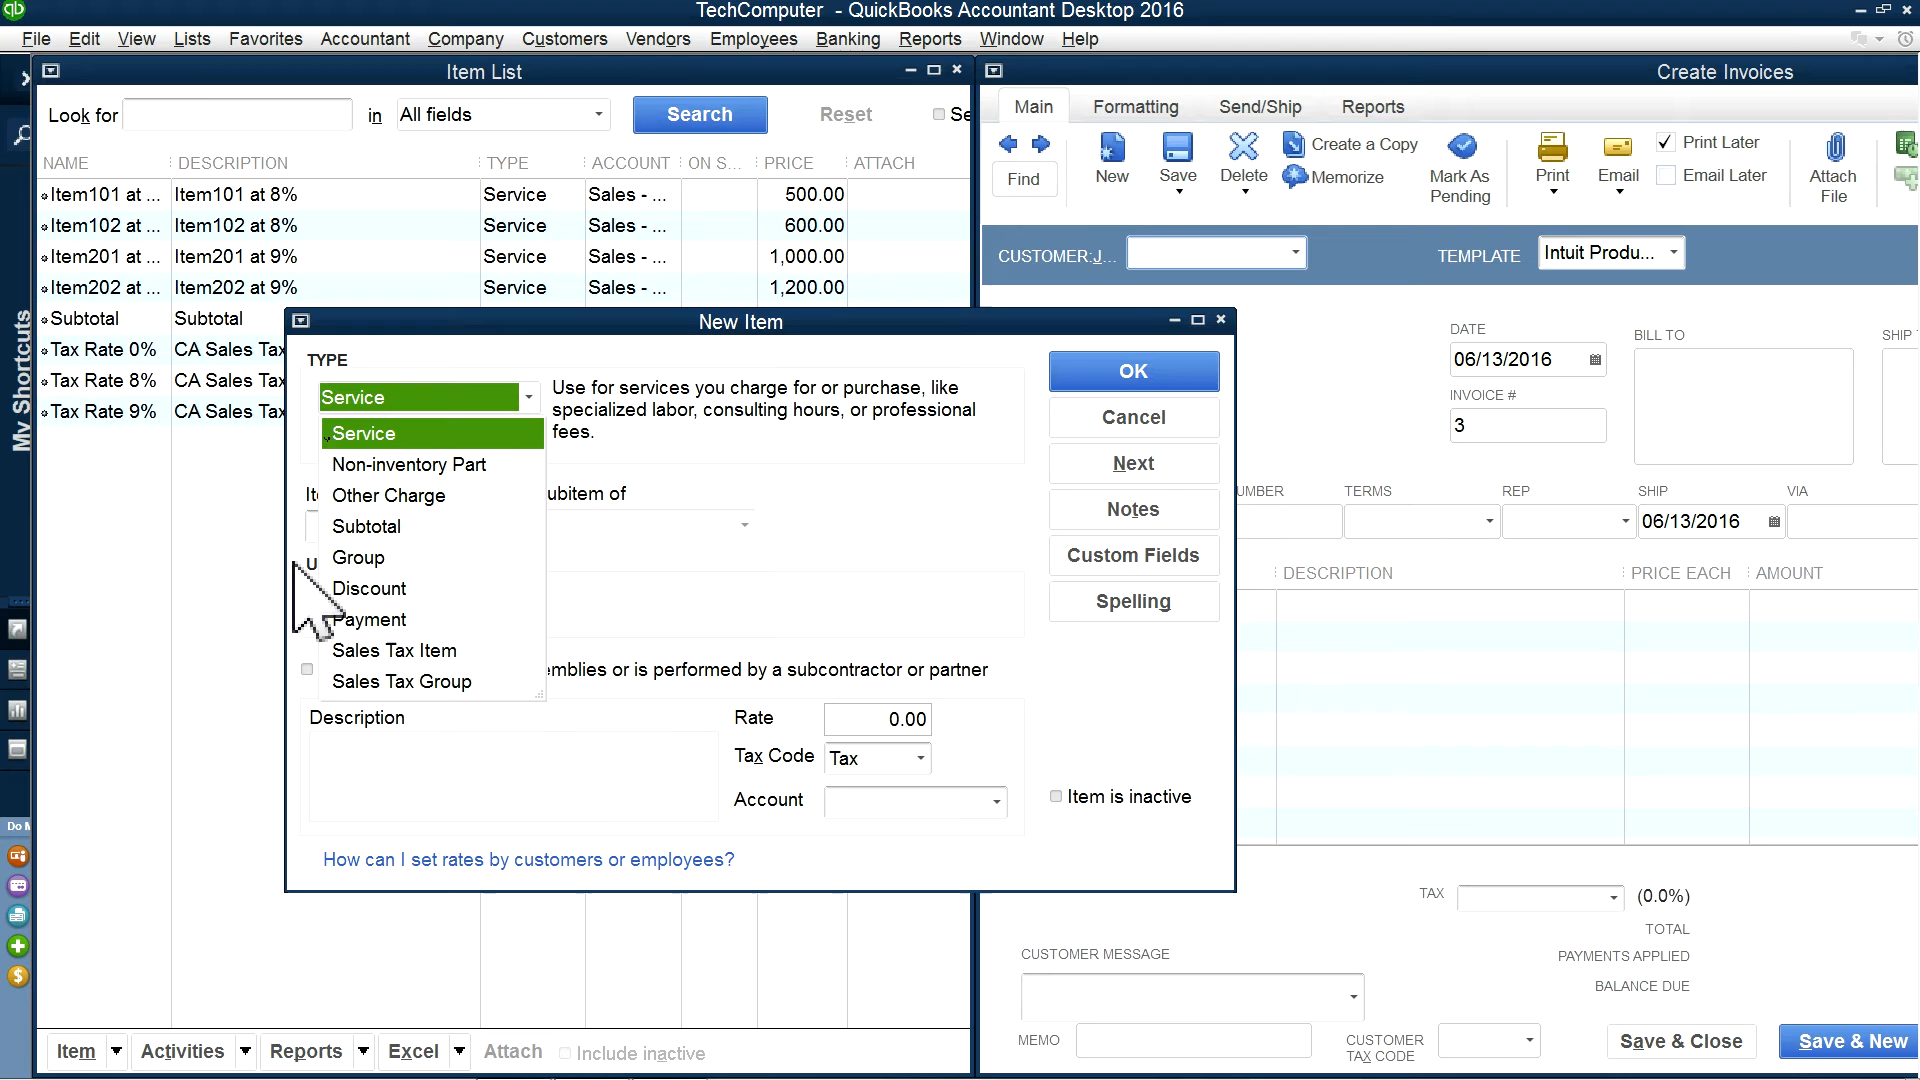 qb TechComputer - QuickBooks Accountant Desktop 2016
File Edit View Lists Favorites Accountant Company Customers Vendors Employees Banking Reports Window Help
Item List
Look for in All fields Search Reset Se
NAME DESCRIPTION TYPE ACCOUNT ON S... PRICE ATTACH
Item101 at ... Item101 at 8% Service Sales - ... 500.00
Item102 at ... Item102 at 8% Service Sales - ... 600.00
Item201 at ... Item201 at 9% Service Sales - ... 1,000.00
Item202 at ... Item202 at 9% Service Sales - ... 1,200.00
Subtotal Subtotal
Tax Rate 0% CA Sales Tax
Tax Rate 8% CA Sales Tax
Tax Rate 9% CA Sales Tax
My Shortcuts
Do M
Item Activities Reports Excel Attach Include inactive
New Item
TYPE
Service
Use for services you charge for or purchase, like
specialized labor, consulting hours, or professional
fees.
Service
Non-inventory Part
Other Charge
Subtotal
Group
Discount
Payment
Sales Tax Item
Sales Tax Group
It ubitem of
U
emblies or is performed by a subcontractor or partner
Description
Rate 0.00
Tax Code Tax
Account
How can I set rates by customers or employees?
OK
Cancel
Next
Notes
Custom Fields
Spelling
Item is inactive
Create Invoices
Main Formatting Send/Ship Reports
Find
New
Save
Delete
Create a Copy
Memorize
Mark As
Pending
Print
Email
Print Later
Email Later
Attach
File
CUSTOMER:J... TEMPLATE Intuit Produ...
DATE
06/13/2016
INVOICE #
3
BILL TO
SHIP
UMBER TERMS REP SHIP VIA
06/13/2016
DESCRIPTION PRICE EACH AMOUNT
TAX (0.0%)
TOTAL
PAYMENTS APPLIED
BALANCE DUE
CUSTOMER MESSAGE
MEMO
CUSTOMER
TAX CODE
Save & Close Save & New